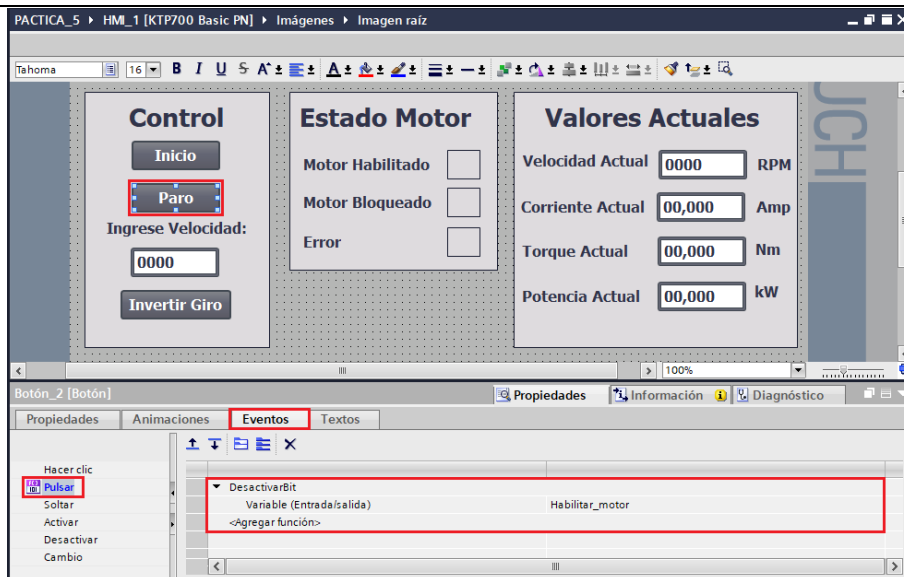 PACTICA_5 ▸ HMI_1 [KTP700 Basic PN] ▸ Imágenes ▸ Imagen raíz
Tahoma 16 B I U S A
Control
Inicio
Paro
Ingrese Velocidad:
0000
Invertir Giro
Estado Motor
Motor Habilitado
Motor Bloqueado
Error
Valores Actuales
Velocidad Actual 0000 RPM
Corriente Actual 00,000 Amp
Torque Actual 00,000 Nm
Potencia Actual 00,000 kW
UCH
100%
Botón_2 [Botón]
Propiedades Información Diagnóstico
Propiedades Animaciones Eventos Textos
Hacer clic
Pulsar
Soltar
Activar
Desactivar
Cambio
DesactivarBit
Variable (Entrada/salida) Habilitar_motor
<Agregar función>